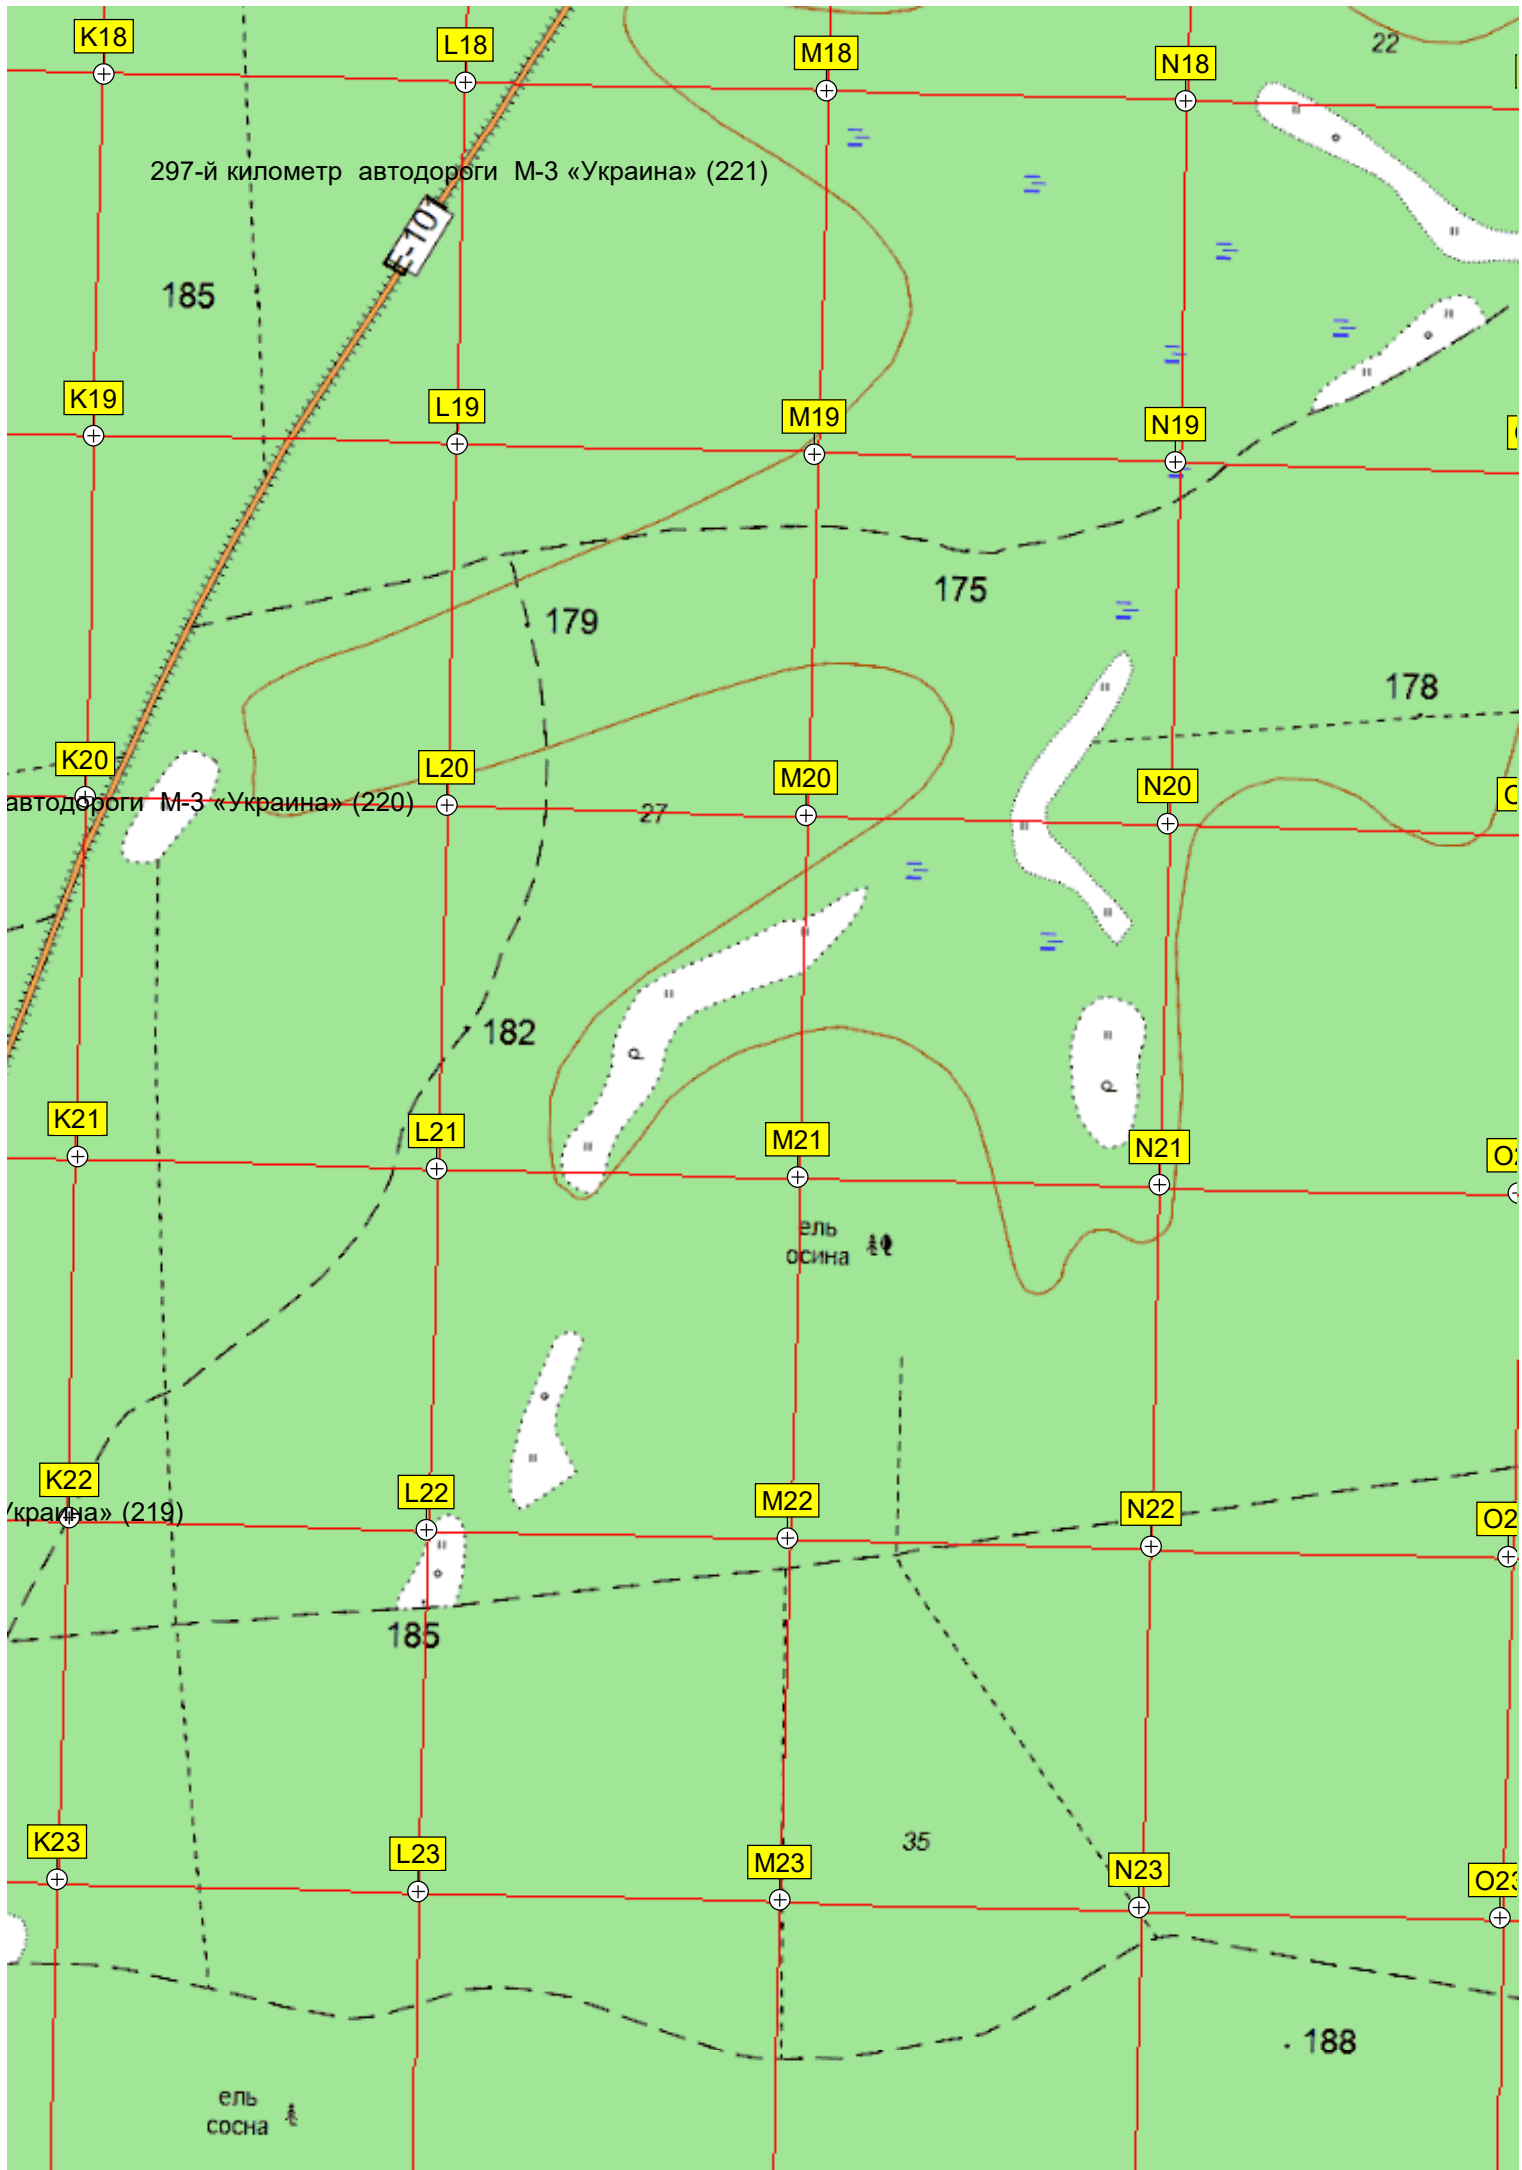 K18
L18
M18
N18
22
297-й километр автодороги М-3 «Украина» (221)
E-101
185
K19
L19
M19
N19
175
179
178
K20
L20
M20
N20
автодороги М-3 «Украина» (220)
27
182
K21
L21
M21
N21
ель
осина
K22
L22
M22
N22
Украина» (219)
185
35
K23
L23
M23
N23
O23
188
ель
сосна